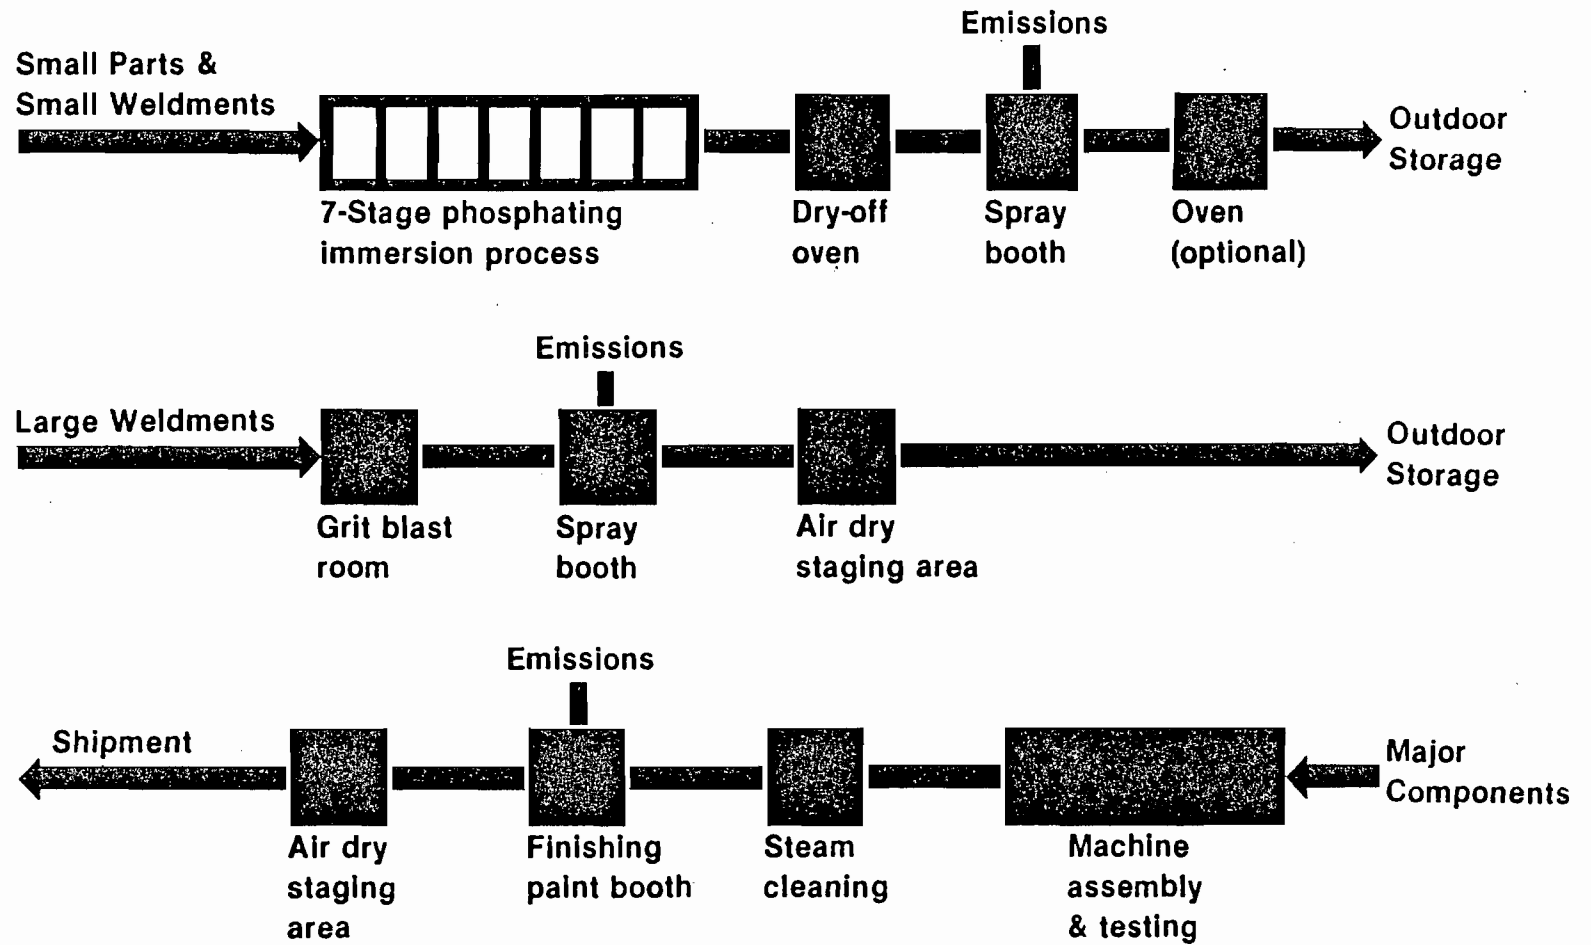 Emissions
Small Parts &
Small Weldments
Outdoor
Storage
7-Stage phosphating
immersion process
Dry-off
oven
Spray
booth
Oven
(optional)
Emissions
Large Weldments
Outdoor
Storage
Grit blast
room
Spray
booth
Air dry
staging area
Emissions
Shipment
Major
Components
Air dry
staging
area
Finishing
paint booth
Steam
cleaning
Machine
assembly
& testing